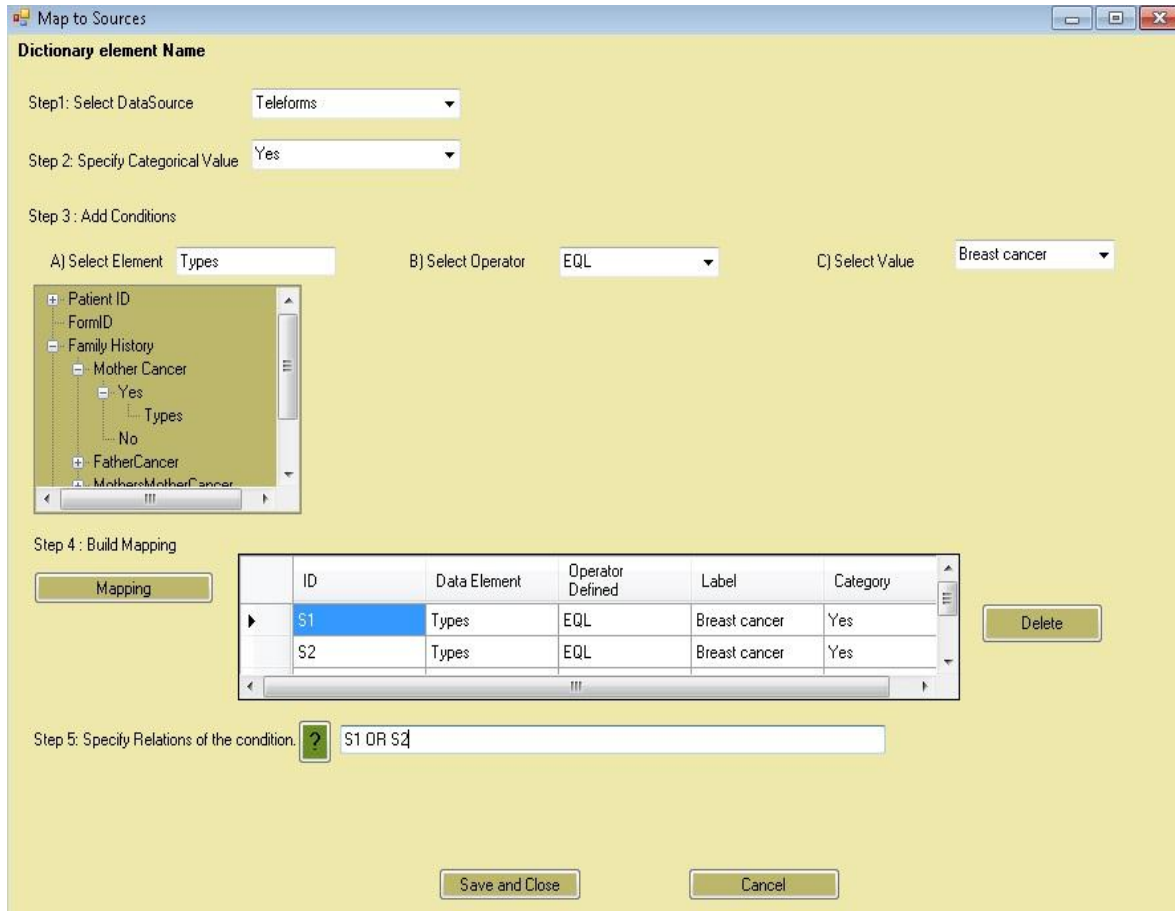 Map to Sources
Dictionary element Name
Step1: Select DataSource Teleforms
Step 2: Specify Categorical Value Yes
Step 3 : Add Conditions
A) Select Element Types B) Select Operator EQL C) Select Value Breast cancer
Patient ID
FormID
Family History
Mother Cancer
Yes
Types
No
FatherCancer
MothersMotherCancer
Step 4 : Build Mapping
Mapping
ID Data Element Operator Defined Label Category
S1 Types EQL Breast cancer Yes
S2 Types EQL Breast cancer Yes
Delete
Step 5: Specify Relations of the condition. ? S1 OR S2
Save and Close Cancel